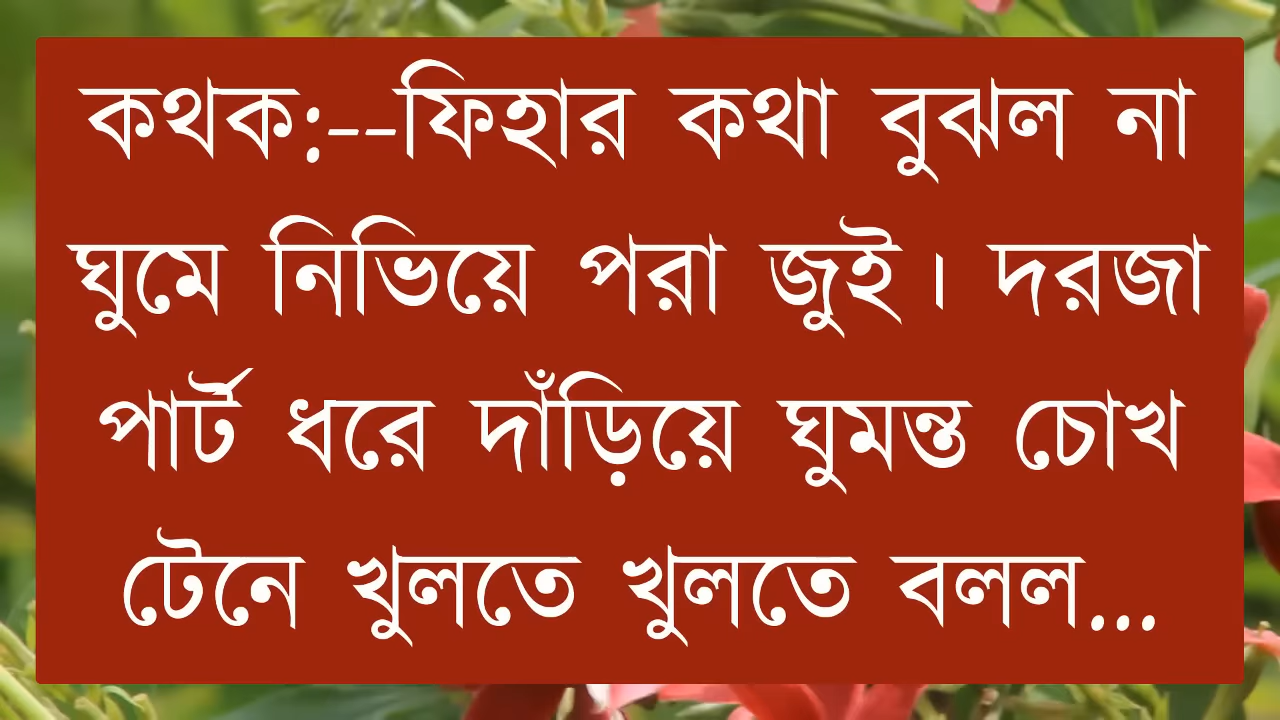 কথক:--ফিহার কথা বুঝল না
ঘুমে নিভিয়ে পরা জুই। দরজা
পার্ট ধরে দাঁড়িয়ে ঘুমন্ত চোখ
টেনে খুলতে খুলতে বলল...